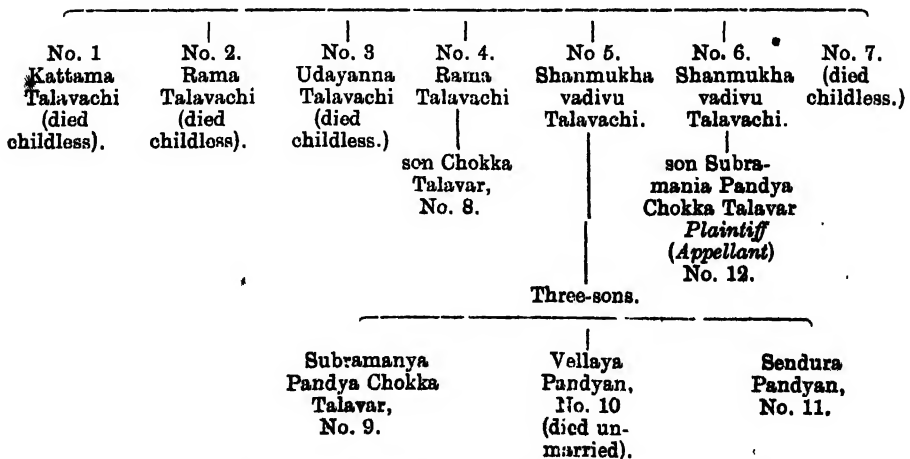 No. 1
Kattama
Talavachi
(died
childless).
No. 2.
Rama
Talavachi
(died
childless).
No. 3
Udayanna
Talavachi
(died
childless.)
No. 4.
Rama
Talavachi
son Chokka
Talavar,
No. 8.
No 5.
Shanmukha
vadivu
Talavachi.
No. 6.
Shanmukha
vadivu
Talavachi.
son Subra-
mania Pandya
Chokka Talavar
Plaintiff
(Appellant)
No. 12.
No. 7.
(died
childless.)
Three-sons.
Subramanya
Pandya Chokka
Talavar,
No. 9.
Vellaya
Pandyan,
No. 10
(died un-
married).
Sendura
Pandyan,
No. 11.